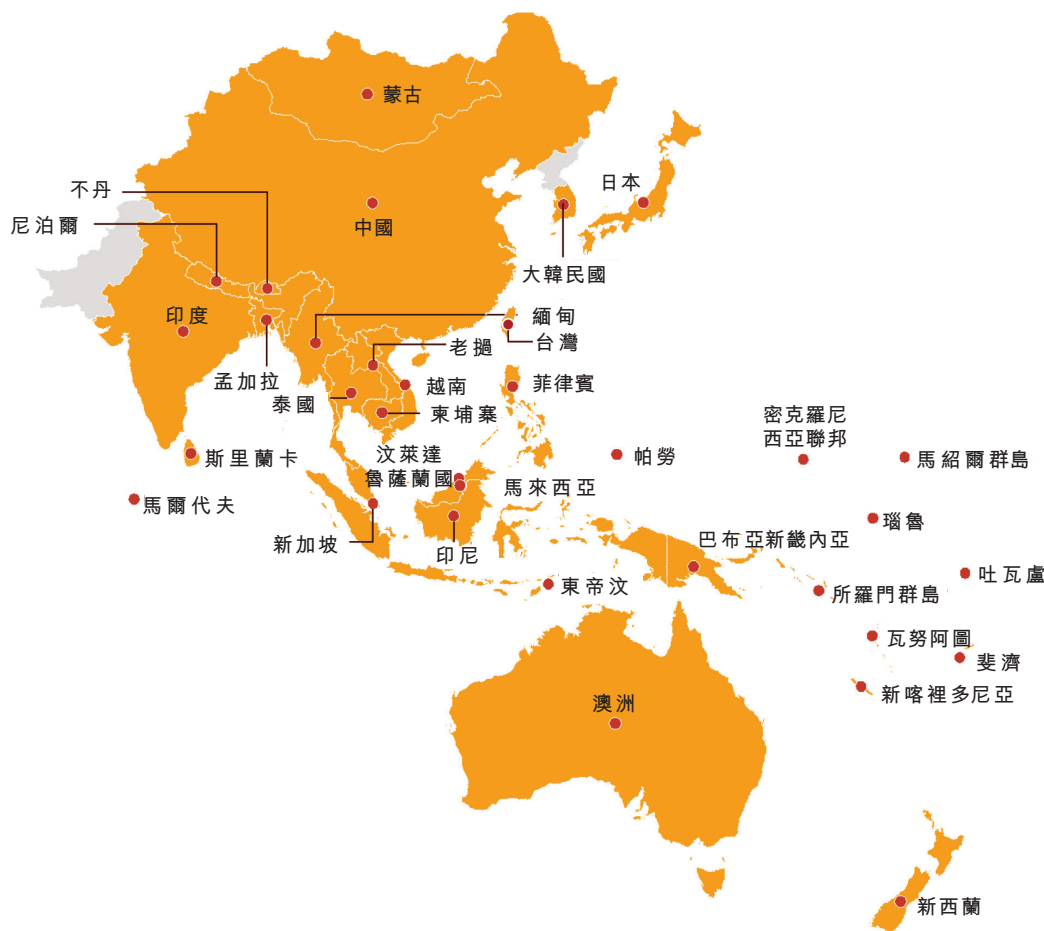 蒙古
不丹
日本
尼泊爾
中國
大韓民國
印度
緬甸
台灣
老撾
孟加拉
泰國
越南
菲律賓
柬埔寨
密克羅尼
西亞聯邦
斯里蘭卡
汶萊達
魯薩蘭國
帕勞
馬紹爾群島
馬來西亞
馬爾代夫
瑙魯
新加坡
印尼
巴布亞新畿內亞
東帝汶
吐瓦盧
所羅門群島
瓦努阿圖
斐濟
新喀裡多尼亞
澳洲
新西蘭